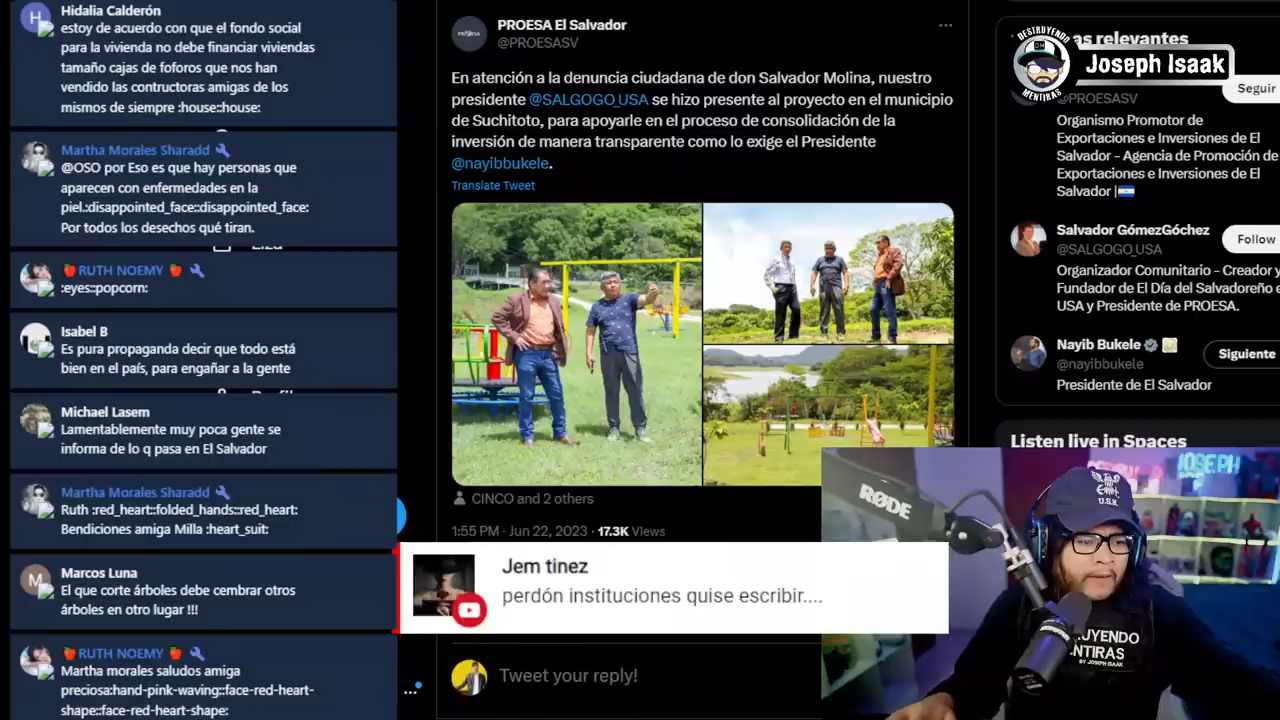 Hidalia Calderón
estoy de acuerdo con que el fondo social
para la vivienda no debe financiar viviendas
tamaño cajas de foforos que nos han
vendido las contructoras amigas de los
mismos de siempre :house::house:
Martha Morales Sharadd
@OSO por Eso es que hay personas que
aparecen con enfermedades en la
piel.:disappointed_face::disappointed_face:
Por todos los desechos qué tiran.
RUTH NOEMY
:eyes::popcorn:
Isabel B
Es pura propaganda decir que todo está
bien en el país, para engañar a la gente
Michael Lasem
Lamentablemente muy poca gente se
informa de lo q pasa en El Salvador
Martha Morales Sharadd
Ruth :red_heart::folded_hands::red_heart:
Bendiciones amiga Milla :heart_suit:
Marcos Luna
El que corte árboles debe cembrar otros
árboles en otro lugar !!!
RUTH NOEMY
Martha morales saludos amiga
preciosa:hand-pink-waving::face-red-heart-
shape::face-red-heart-shape:
PROESA El Salvador
@PROESASV
En atención a la denuncia ciudadana de don Salvador Molina, nuestro
presidente @SALGOGO_USA se hizo presente al proyecto en el municipio
de Suchitoto, para apoyarle en el proceso de consolidación de la
inversión de manera transparente como lo exige el Presidente
@nayibbukele.
Translate Tweet
CINCO and 2 others
1:55 PM · Jun 22, 2023 · 17.3K Views
Jem tinez
perdón instituciones quise escribir....
Tweet your reply!
as relevantes
DESTRUYENDO
MENTIRAS
Joseph Isaak
Seguir
@PROESASV
Organismo Promotor de
Exportaciones e Inversiones de El
Salvador - Agencia de Promoción de
Exportaciones e Inversiones de El
Salvador |
Salvador GómezGóchez
@SALGOGO_USA
Follow
Organizador Comunitario - Creador y
Fundador de El Día del Salvadoreño e
USA y Presidente de PROESA.
Nayib Bukele
@nayibbukele
Siguiente
Presidente de El Salvador
Listen live in Spaces
RØDE
JOSEPH
U.S.K
RUYENDO
ENTIRAS
BY JOSEPH ISAAK